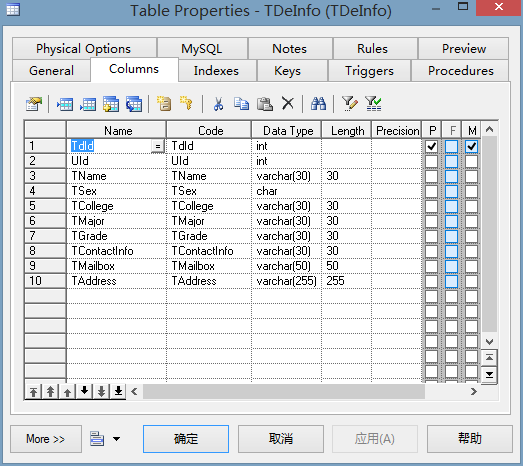 Table Properties - TDeInfo (TDeInfo)
Physical Options MySQL Notes Rules Preview
General Columns Indexes Keys Triggers Procedures
Name Code Data Type Length Precision P F M
1 TdId = TdId int
2 UId UId int
3 TName TName varchar(30) 30
4 TSex TSex char
5 TCollege TCollege varchar(30) 30
6 TMajor TMajor varchar(30) 30
7 TGrade TGrade varchar(30) 30
8 TContactInfo TContactInfo varchar(30) 30
9 TMailbox TMailbox varchar(50) 50
10 TAddress TAddress varchar(255) 255
More >> 确定 取消 应用(A) 帮助